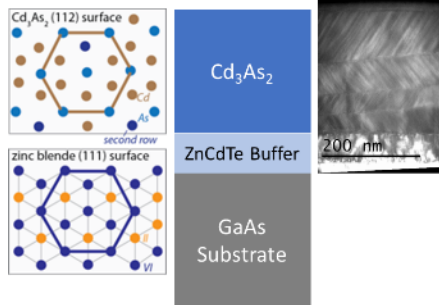 Cd3As2 (112) surface
Cd
As
second row
zinc blende (111) surface
II
VI
Cd3As2
ZnCdTe Buffer
GaAs
Substrate
200 nm